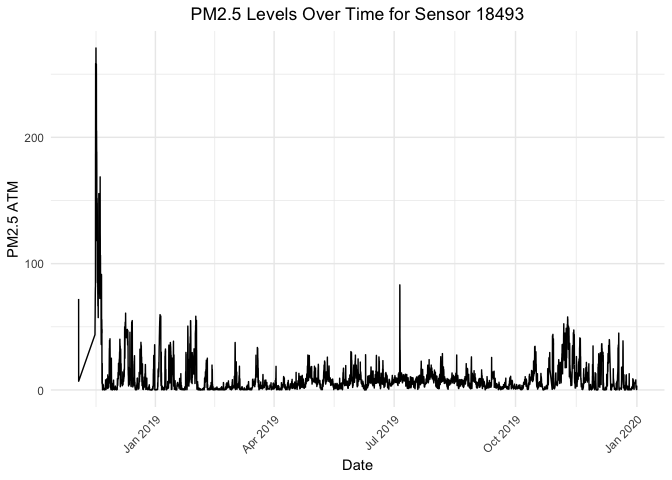 PM2.5 Levels Over Time for Sensor 18493
200
100
0
PM2.5 ATM
Jan 2019
Apr 2019
Jul 2019
Oct 2019
Jan 2020
Date